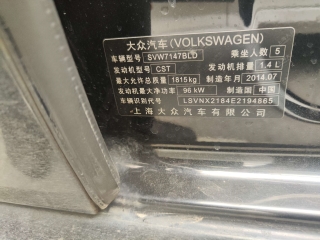 大众汽车(VOLKSWAGEN)
车辆型号 SVW7147BLD 乘坐人数 5
发动机型号 CST 发动机排量 1.4 L
最大允许总质量 1815kg 制造年月 2014.07
发动机最大净功率 96 kW 制造国 中国
车辆识别代号 LSVNX2184E2194865
上海大众汽车有限公司